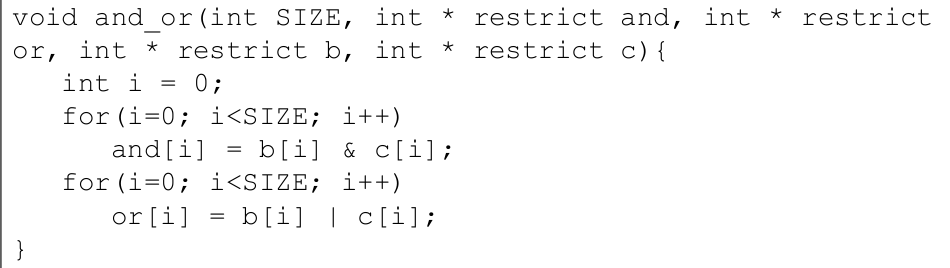 void and_or(int SIZE, int * restrict and, int * restrict
or, int * restrict b, int * restrict c){
   int i = 0;
   for(i=0; i<SIZE; i++)
      and[i] = b[i] & c[i];
   for(i=0; i<SIZE; i++)
      or[i] = b[i] | c[i];
}